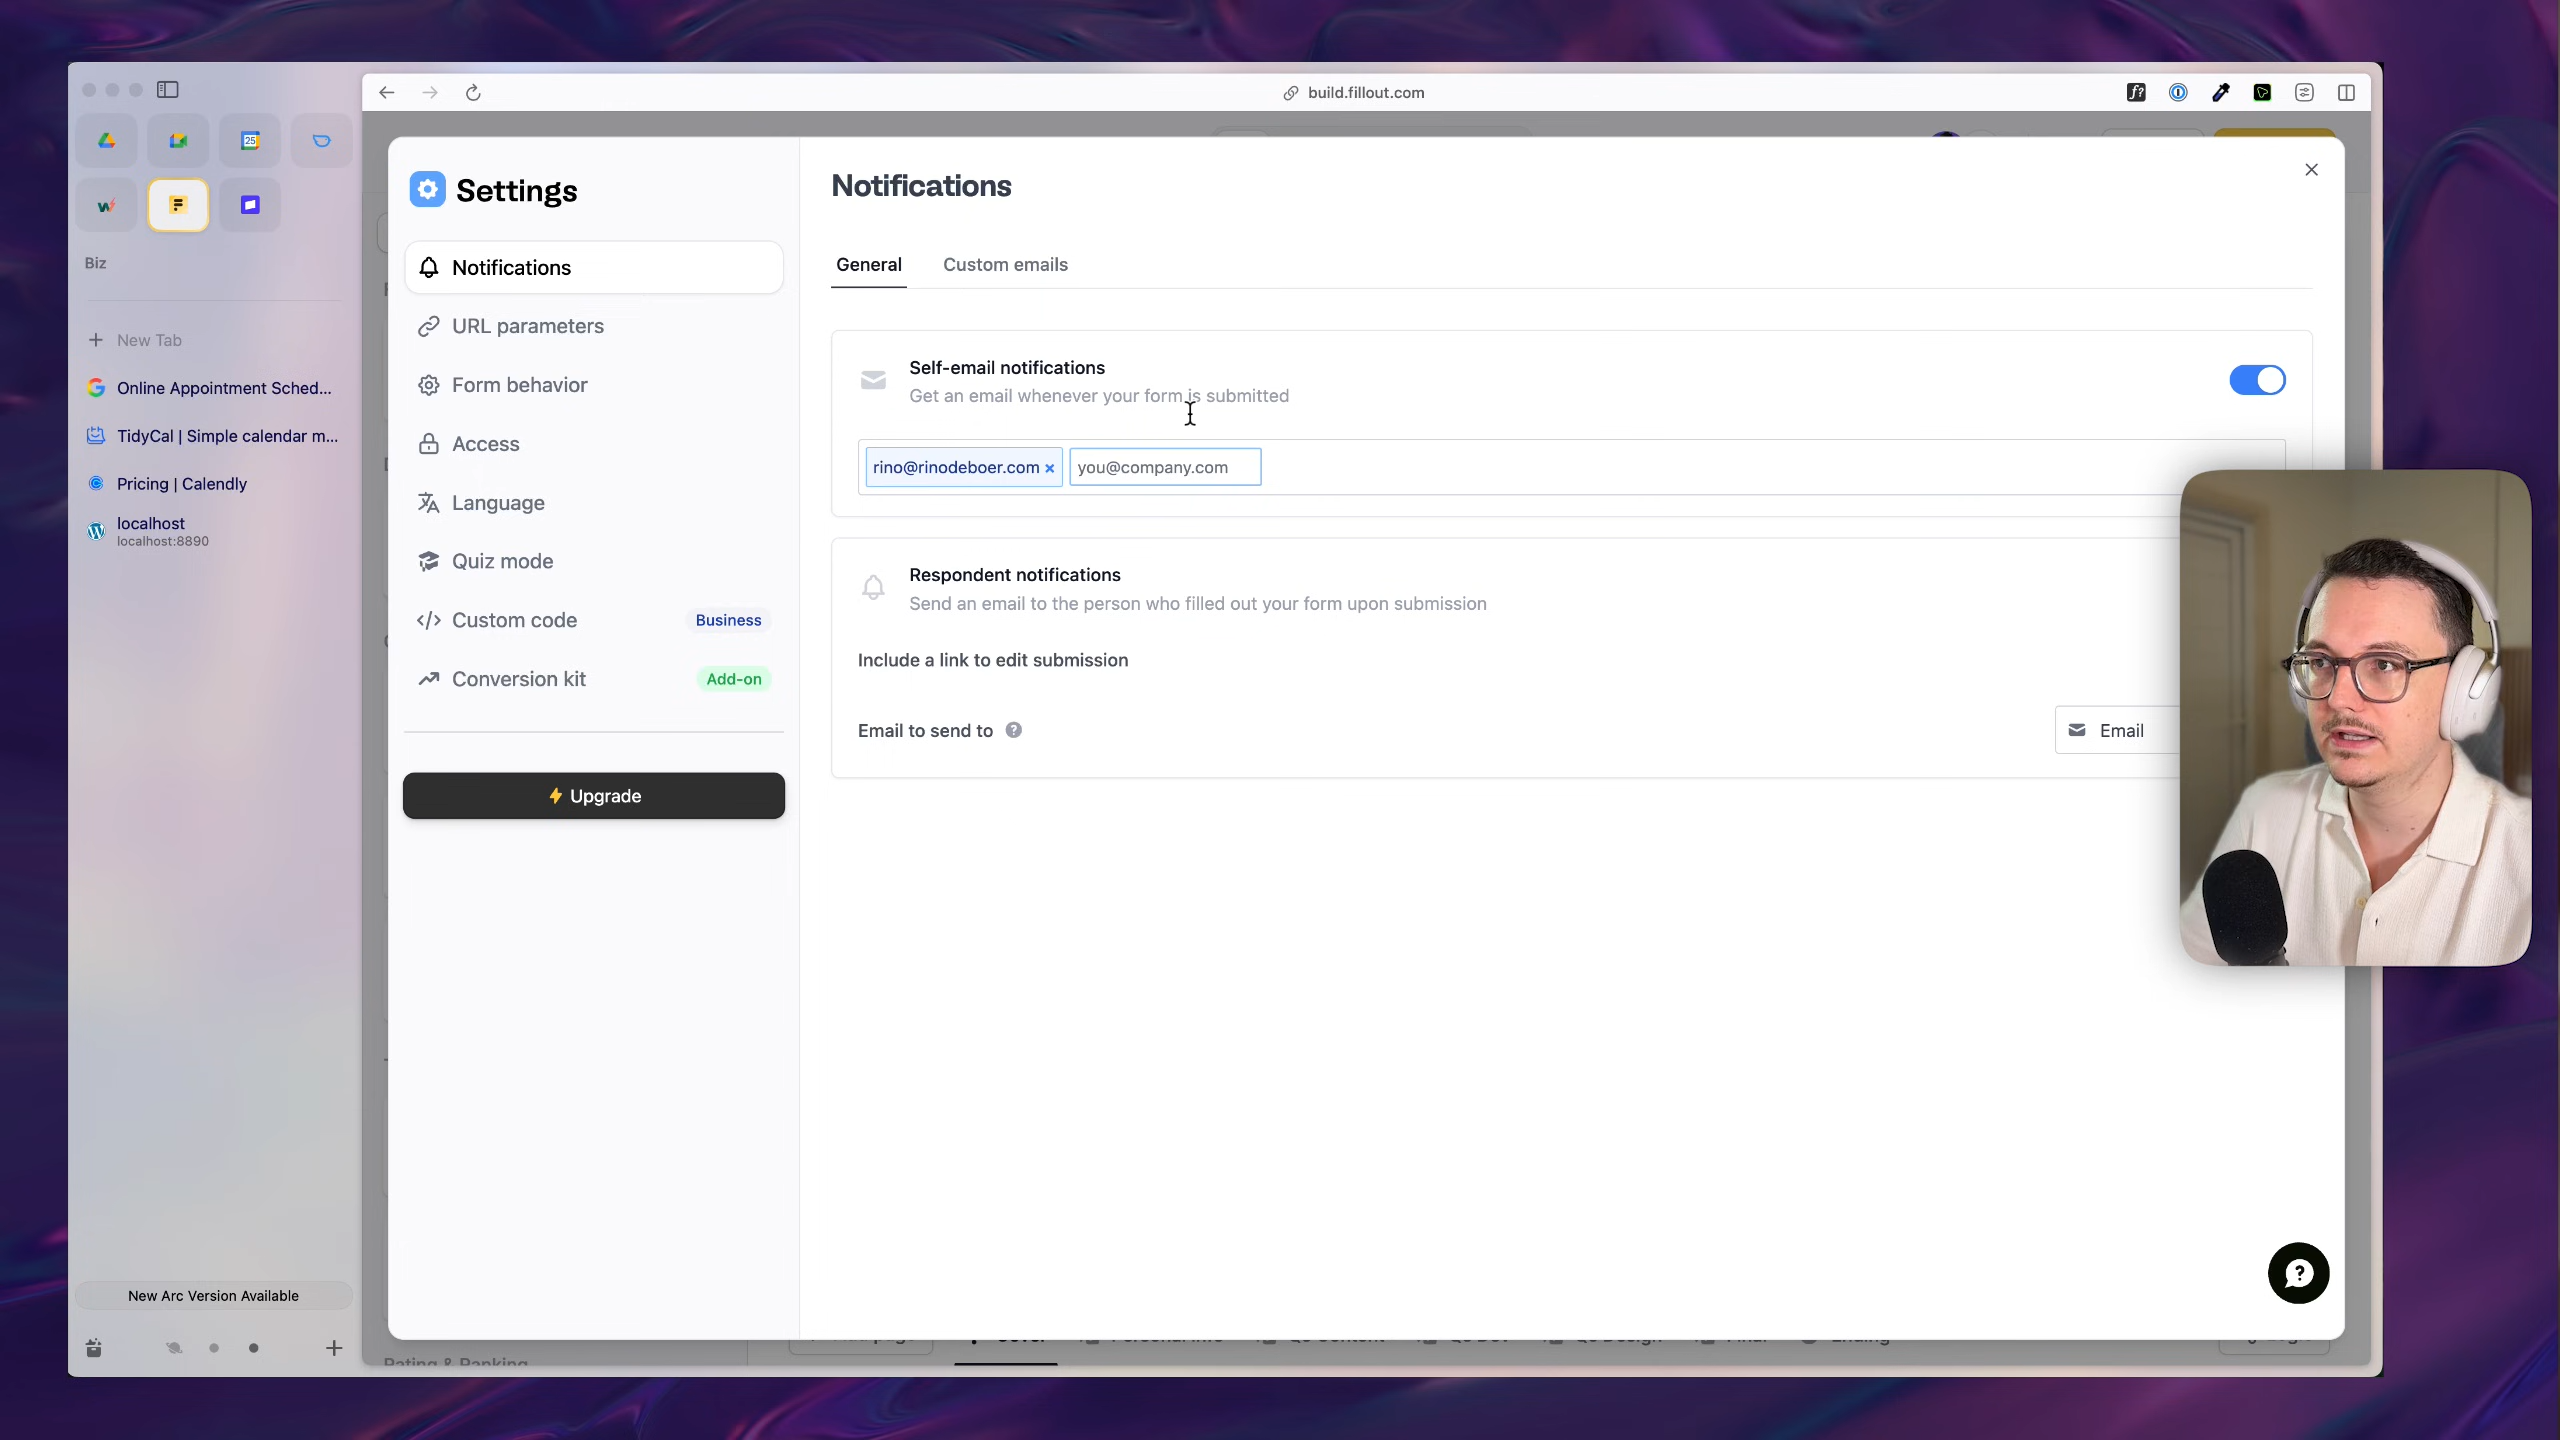 build.fillout.com
25
Biz
New Tab
Online Appointment Sched...
TidyCal | Simple calendar m...
Pricing | Calendly
localhost
localhost:8890
New Arc Version Available
Settings
Notifications
URL parameters
Form behavior
Access
Language
Quiz mode
Custom code
Business
Conversion kit
Add-on
Upgrade
Notifications
General
Custom emails
Self-email notifications
Get an email whenever your form is submitted
rino@rinodeboer.com
you@company.com
Respondent notifications
Send an email to the person who filled out your form upon submission
Include a link to edit submission
Email to send to
Email